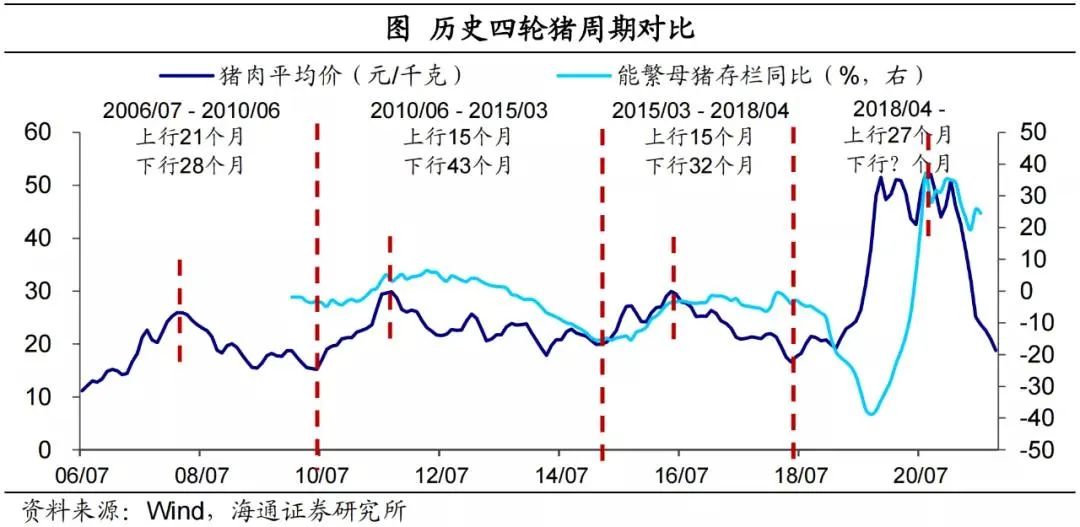 图 历史四轮猪周期对比
猪肉平均价（元/千克） 能繁母猪存栏同比（%，右）
2006/07 - 2010/06 2010/06 - 2015/03 2015/03 - 2018/04 2018/04 -
上行21个月 上行15个月 上行15个月 上行27个月
下行28个月 下行43个月 下行32个月 下行？个月
60 50
50 40
40 30
30 20
20 10
10 0
0 -10
-20
-30
-40
-50
06/07 08/07 10/07 12/07 14/07 16/07 18/07 20/07
资料来源：Wind，海通证券研究所